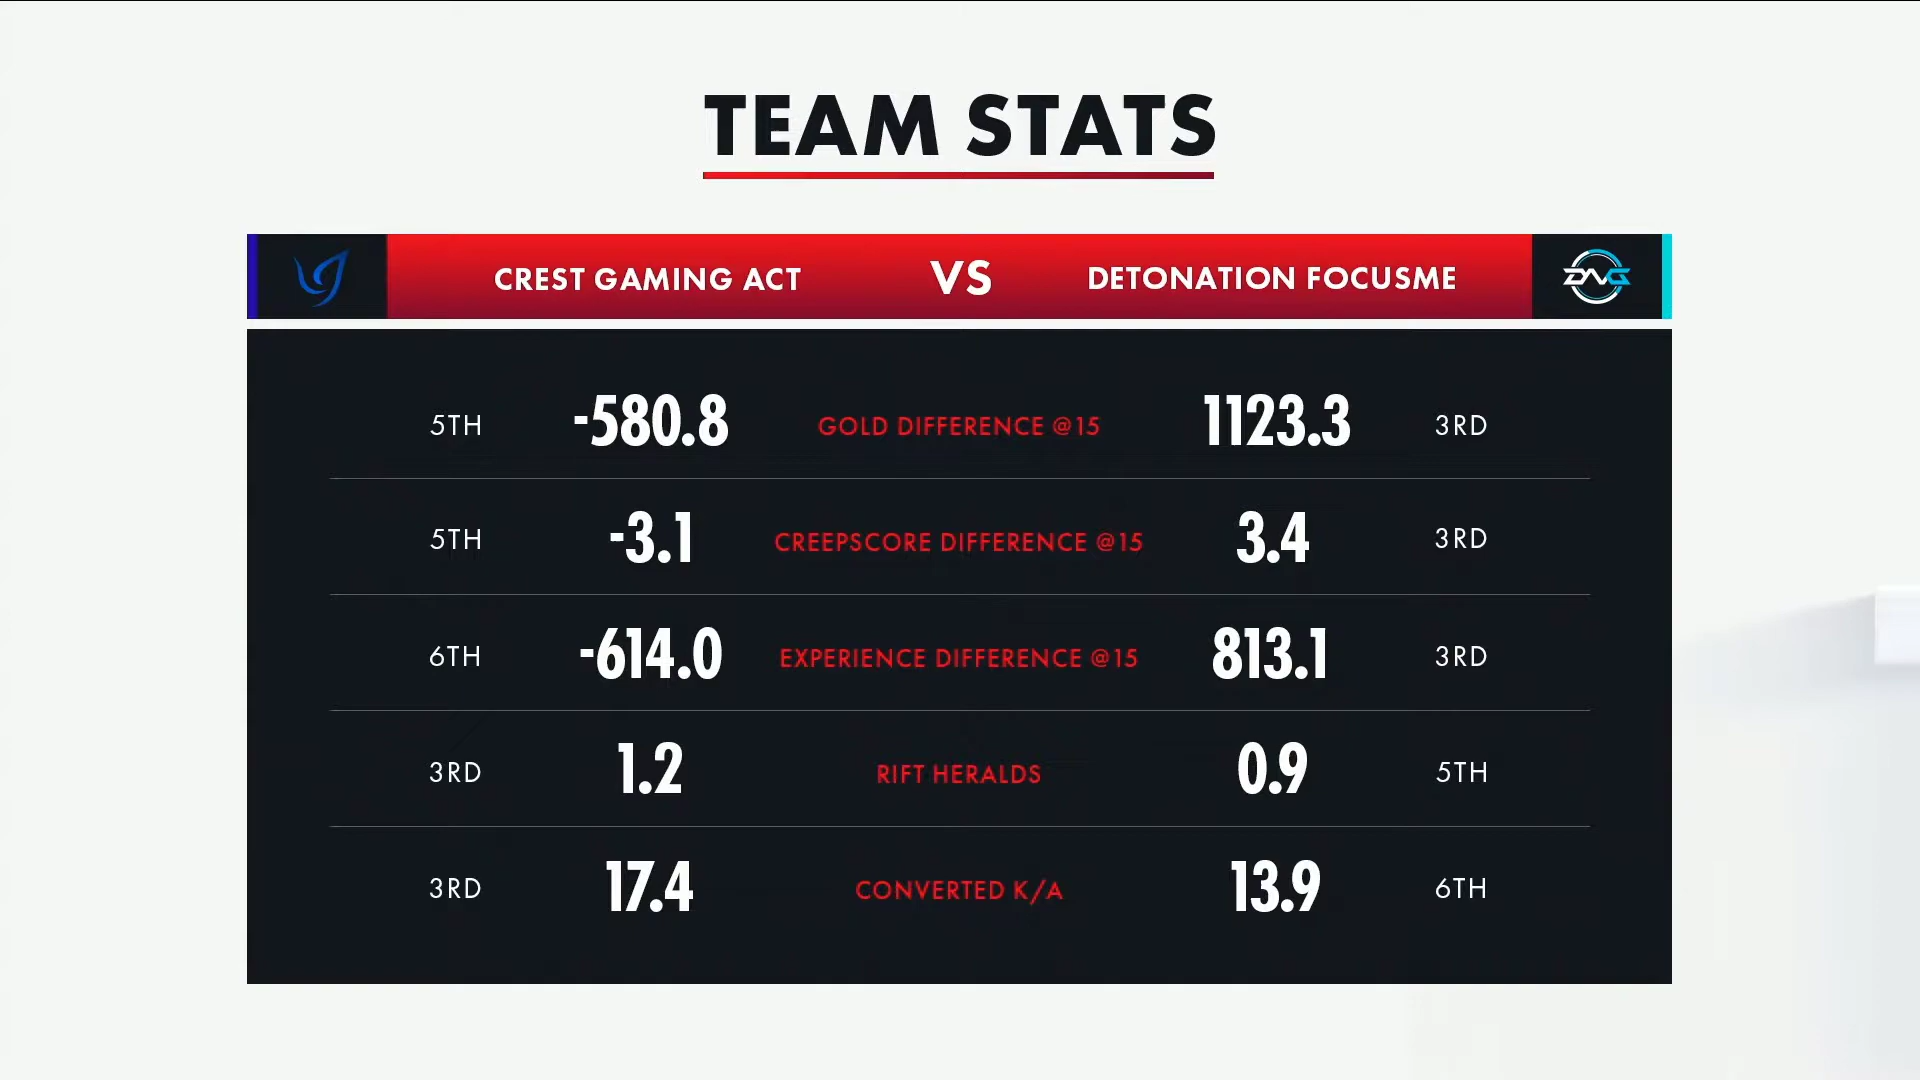 TEAM STATS
CREST GAMING ACT VS DETONATION FOCUSME DNG
5TH -580.8 GOLD DIFFERENCE @15 1123.3 3RD
5TH -3.1 CREEPSCORE DIFFERENCE @15 3.4 3RD
6TH -614.0 EXPERIENCE DIFFERENCE @15 813.1 3RD
3RD 1.2 RIFT HERALDS 0.9 5TH
3RD 17.4 CONVERTED K/A 13.9 6TH